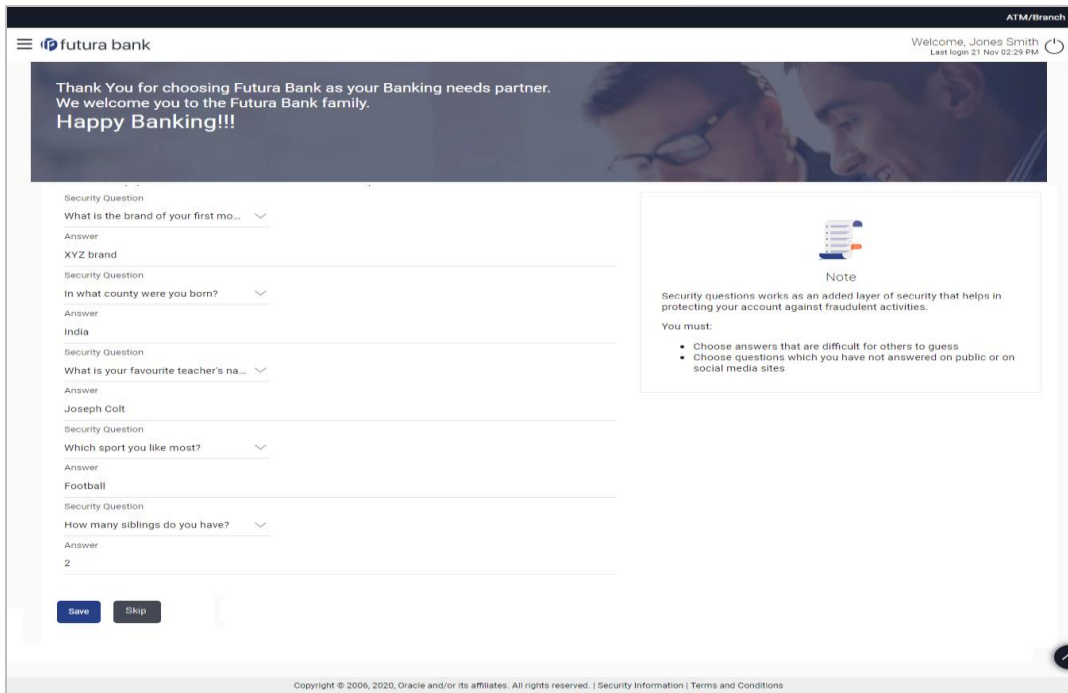 ATM/Branch
futura bank
Welcome, Jones Smith
Last login 21 Nov 02:29 PM
Thank You for choosing Futura Bank as your Banking needs partner.
We welcome you to the Futura Bank family.
Happy Banking!!!
Security Question
What is the brand of your first mo...
Answer
XYZ brand
Security Question
In what county were you born?
Answer
India
Security Question
What is your favourite teacher's na...
Answer
Joseph Colt
Security Question
Which sport you like most?
Answer
Football
Security Question
How many siblings do you have?
Answer
2
Save
Skip
Note
Security questions works as an added layer of security that helps in
protecting your account against fraudulent activities.
You must:
• Choose answers that are difficult for others to guess
• Choose questions which you have not answered on public or on
social media sites
Copyright © 2006, 2020, Oracle and/or its affiliates. All rights reserved. | Security Information | Terms and Conditions